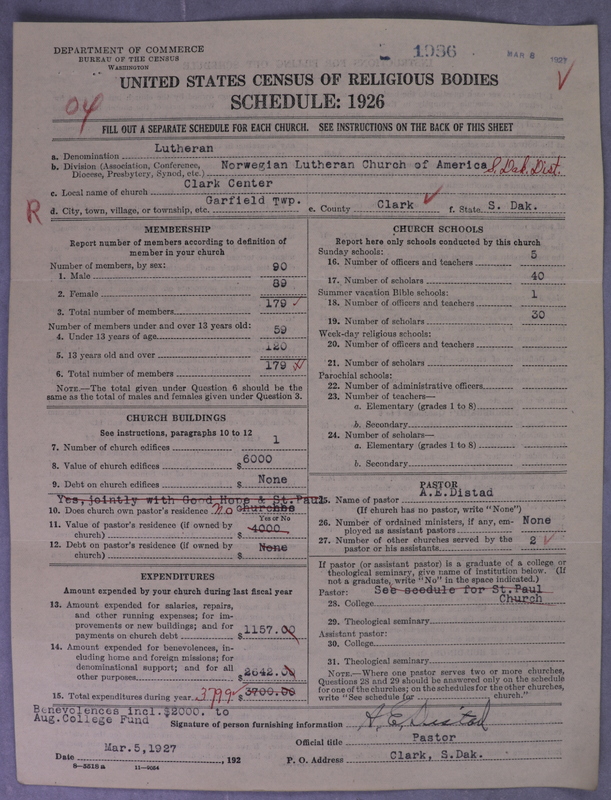 DEPARTMENT OF COMMERCE
BUREAU OF THE CENSUS
WASHINGTON
1936
MAR 8 1927
04
UNITED STATES CENSUS OF RELIGIOUS BODIES
SCHEDULE: 1926
FILL OUT A SEPARATE SCHEDULE FOR EACH CHURCH. SEE INSTRUCTIONS ON THE BACK OF THIS SHEET
a. Denomination Lutheran
b. Division (Association, Conference, Diocese, Presbytery, Synod, etc.) Norwegian Lutheran Church of America S. Dak. Dist.
c. Local name of church Clark Center
R
d. City, town, village, or township, etc. Garfield Twp. e. County Clark f. State S. Dak.
MEMBERSHIP
Report number of members according to definition of member in your church
Number of members, by sex:
1. Male 90
2. Female 89
3. Total number of members 179
Number of members under and over 13 years old:
4. Under 13 years of age 59
5. 13 years old and over 120
6. Total number of members 179
NOTE.—The total given under Question 6 should be the same as the total of males and females given under Question 3.
CHURCH BUILDINGS
See instructions, paragraphs 10 to 12
7. Number of church edifices 1
8. Value of church edifices $ 6000
9. Debt on church edifices $ None
Yes, jointly with Good Hope & St.Paul
10. Does church own pastor's residence no Churches
Yes or No
11. Value of pastor's residence (if owned by church) $ 4000
12. Debt on pastor's residence (if owned by church) $ None
EXPENDITURES
Amount expended by your church during last fiscal year
13. Amount expended for salaries, repairs, and other running expenses; for improvements or new buildings; and for payments on church debt $ 1157.00
14. Amount expended for benevolences, including home and foreign missions; for denominational support; and for all other purposes $ 2642.00
15. Total expenditures during year 3799 $ 3700.00
Benevolences incl. $2000. to
Aug.College Fund
CHURCH SCHOOLS
Report here only schools conducted by this church
Sunday schools:
16. Number of officers and teachers 5
17. Number of scholars 40
Summer vacation Bible schools:
18. Number of officers and teachers 1
19. Number of scholars 30
Week-day religious schools:
20. Number of officers and teachers
21. Number of scholars
Parochial schools:
22. Number of administrative officers
23. Number of teachers—
a. Elementary (grades 1 to 8)
b. Secondary
24. Number of scholars—
a. Elementary (grades 1 to 8)
b. Secondary
PASTOR
25. Name of pastor A.E.Distad
(If church has no pastor, write "None")
26. Number of ordained ministers, if any, employed as assistant pastors None
27. Number of other churches served by the pastor or his assistants 2
If pastor (or assistant pastor) is a graduate of a college or theological seminary, give name of institution below. (If not a graduate, write "No" in the space indicated.)
Pastor: See scedule for St.Paul
28. College Church
29. Theological seminary
Assistant pastor:
30. College
31. Theological seminary
NOTE.—Where one pastor serves two or more churches, Questions 28 and 29 should be answered only on the schedule for one of the churches; on the schedules for the other churches, write "See schedule for church."
Signature of person furnishing information A. E. Distad
Official title Pastor
Date Mar.5,1927, 192
P. O. Address Clark, S.Dak.
8—5318 a 11—9054